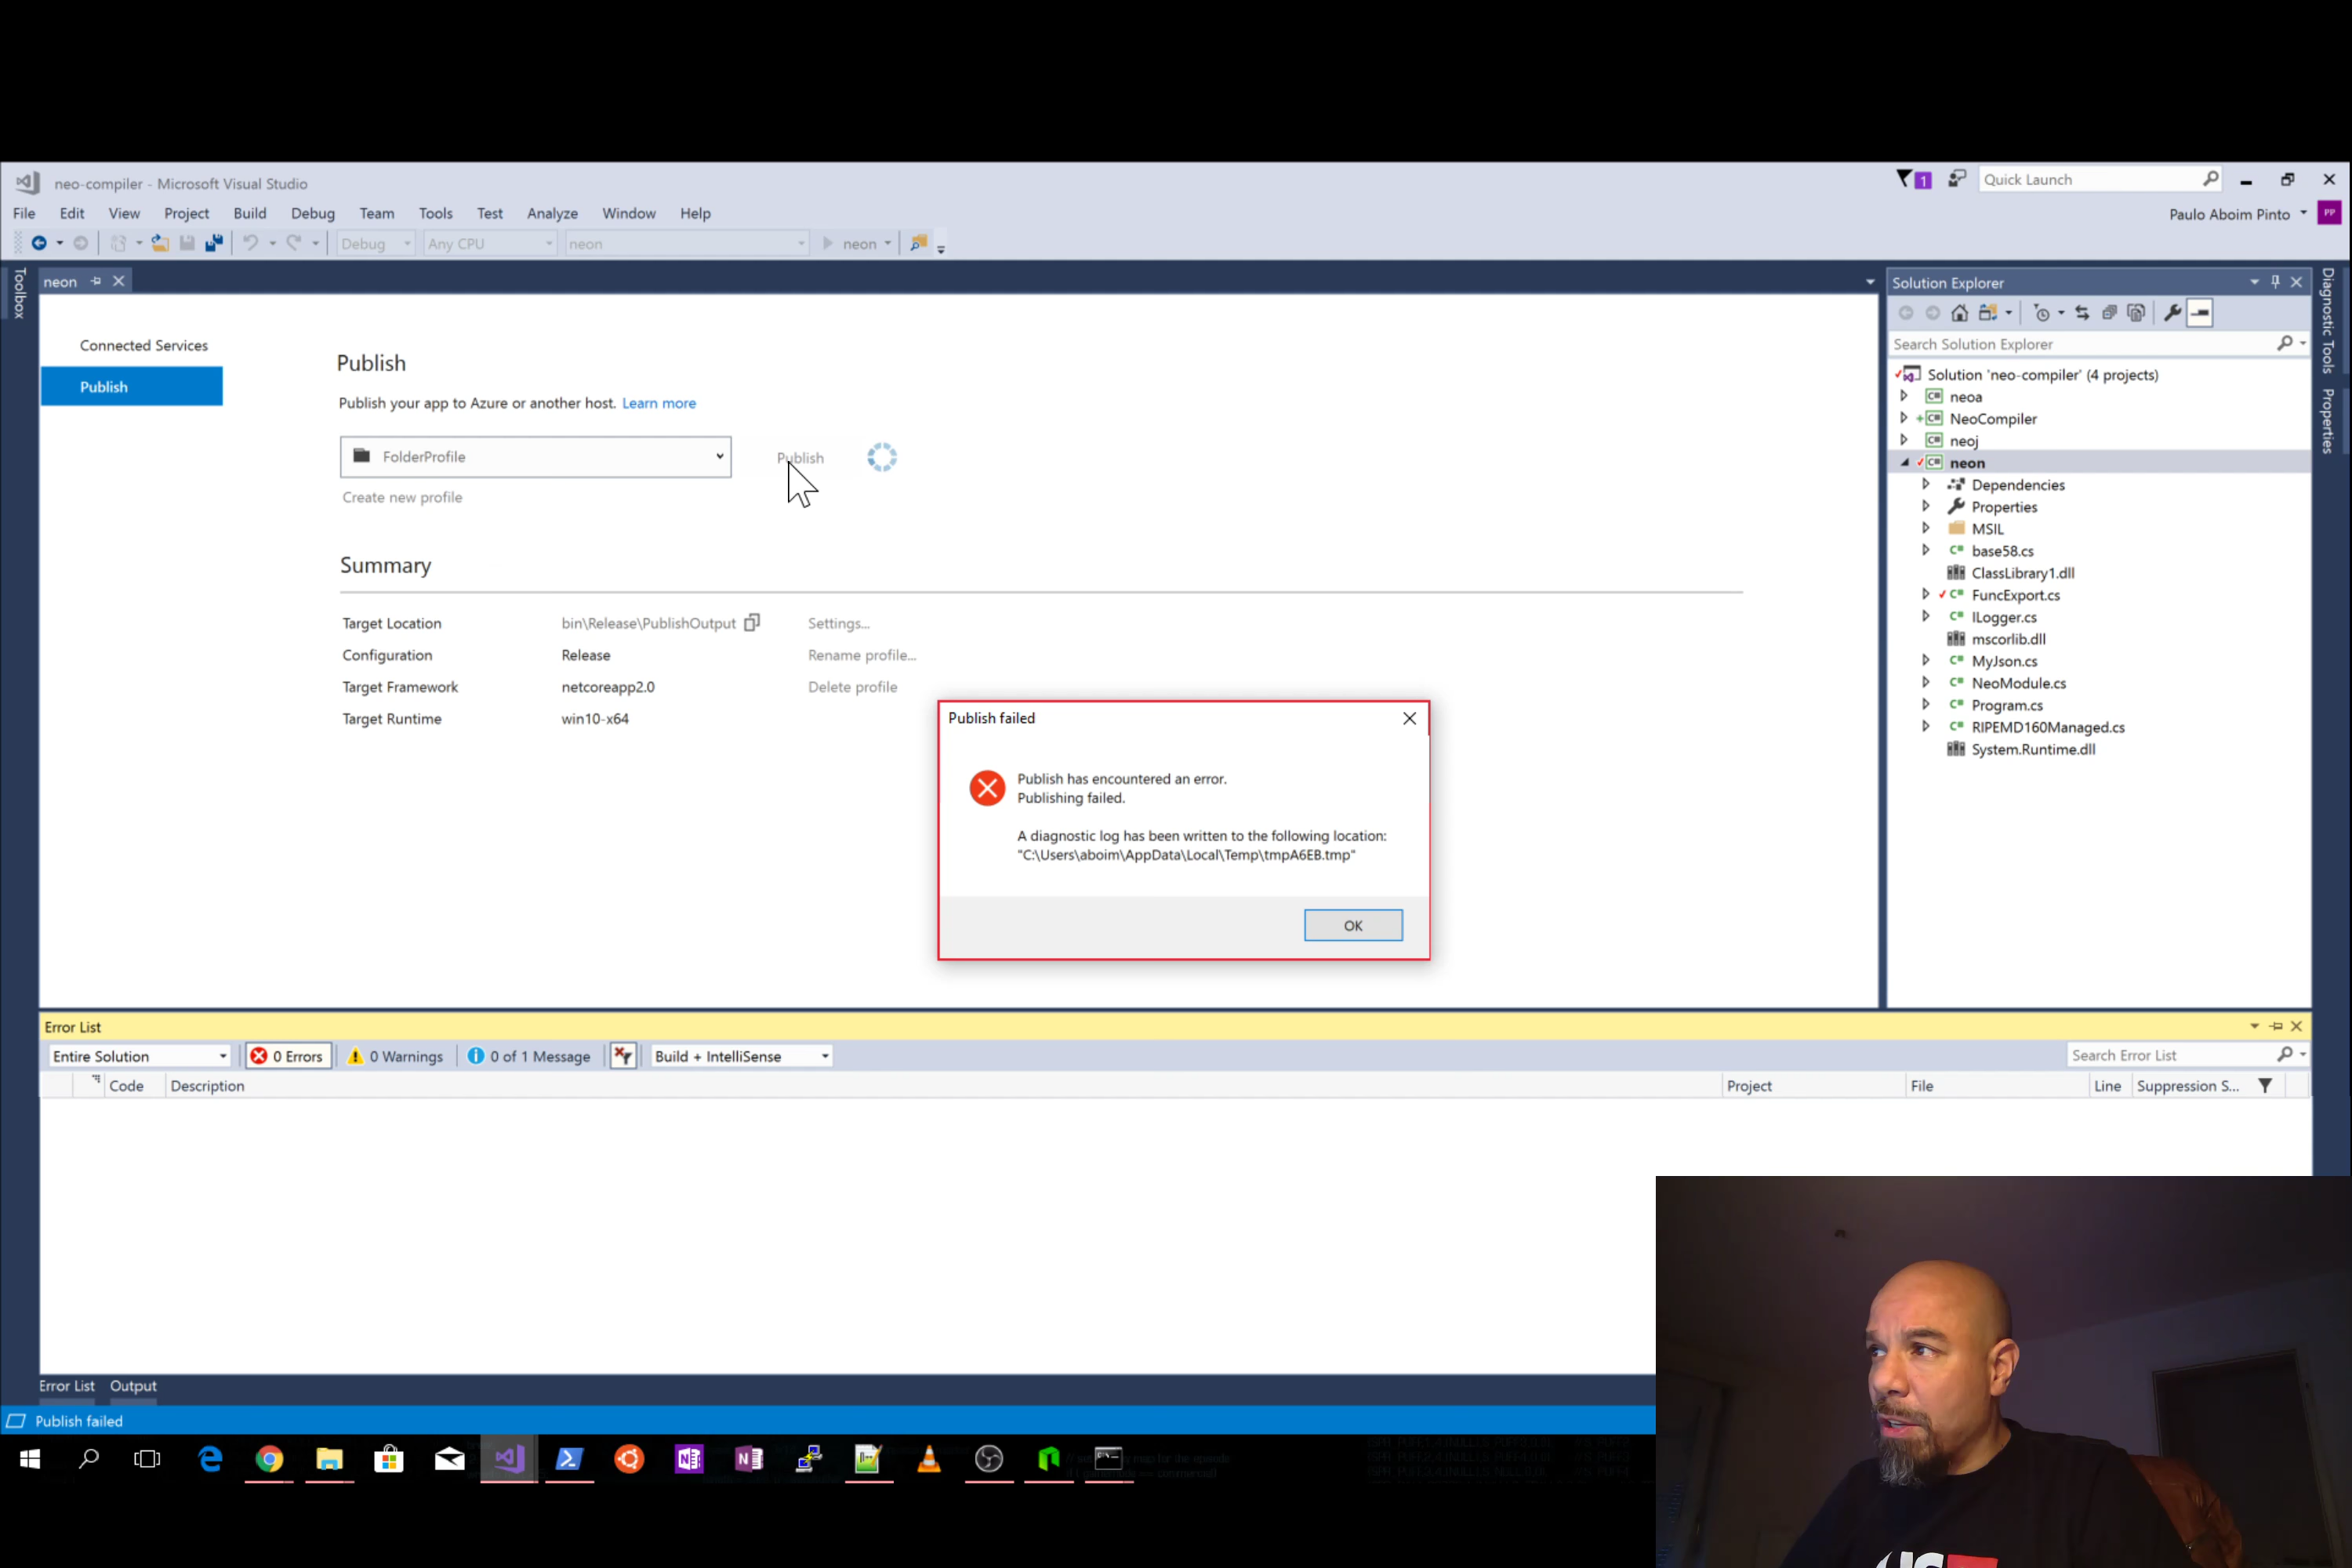 neo-compiler - Microsoft Visual Studio
1
Quick Launch
File Edit View Project Build Debug Team Tools Test Analyze Window Help
Paulo Aboim Pinto
PP
Debug Any CPU neon neon
Toolbox
neon
Connected Services
Publish
Publish
Publish your app to Azure or another host. Learn more
FolderProfile
Publish
Create new profile
Summary
Target Location bin\Release\PublishOutput Settings...
Configuration Release Rename profile...
Target Framework netcoreapp2.0 Delete profile
Target Runtime win10-x64
Publish failed
Publish has encountered an error.
Publishing failed.
A diagnostic log has been written to the following location:
"C:\Users\aboim\AppData\Local\Temp\tmpA6EB.tmp"
OK
Solution Explorer
Search Solution Explorer
Solution 'neo-compiler' (4 projects)
neoa
NeoCompiler
neoj
neon
Dependencies
Properties
MSIL
base58.cs
ClassLibrary1.dll
FuncExport.cs
ILogger.cs
mscorlib.dll
MyJson.cs
NeoModule.cs
Program.cs
RIPEMD160Managed.cs
System.Runtime.dll
Diagnostic Tools
Properties
Error List
Entire Solution 0 Errors 0 Warnings 0 of 1 Message Build + IntelliSense
Search Error List
Code Description Project File Line Suppression S...
Error List Output
Publish failed